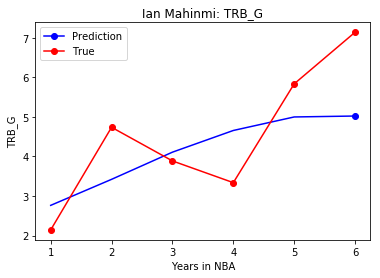 Ian Mahinmi: TRB_G
Prediction
True
TRB_G
7
6
5
4
3
2
1 2 3 4 5 6
Years in NBA